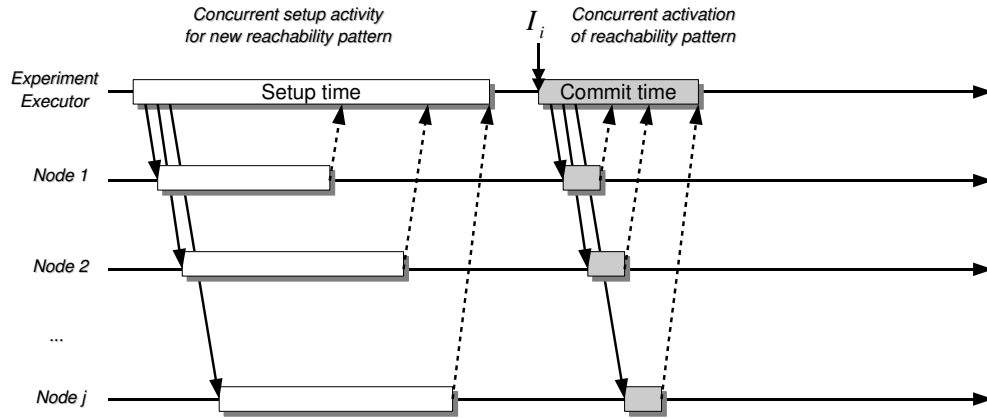 Concurrent setup activity
for new reachability pattern
I_i
Concurrent activation
of reachability pattern
Experiment
Executor
Setup time
Commit time
Node 1
Node 2
...
Node j